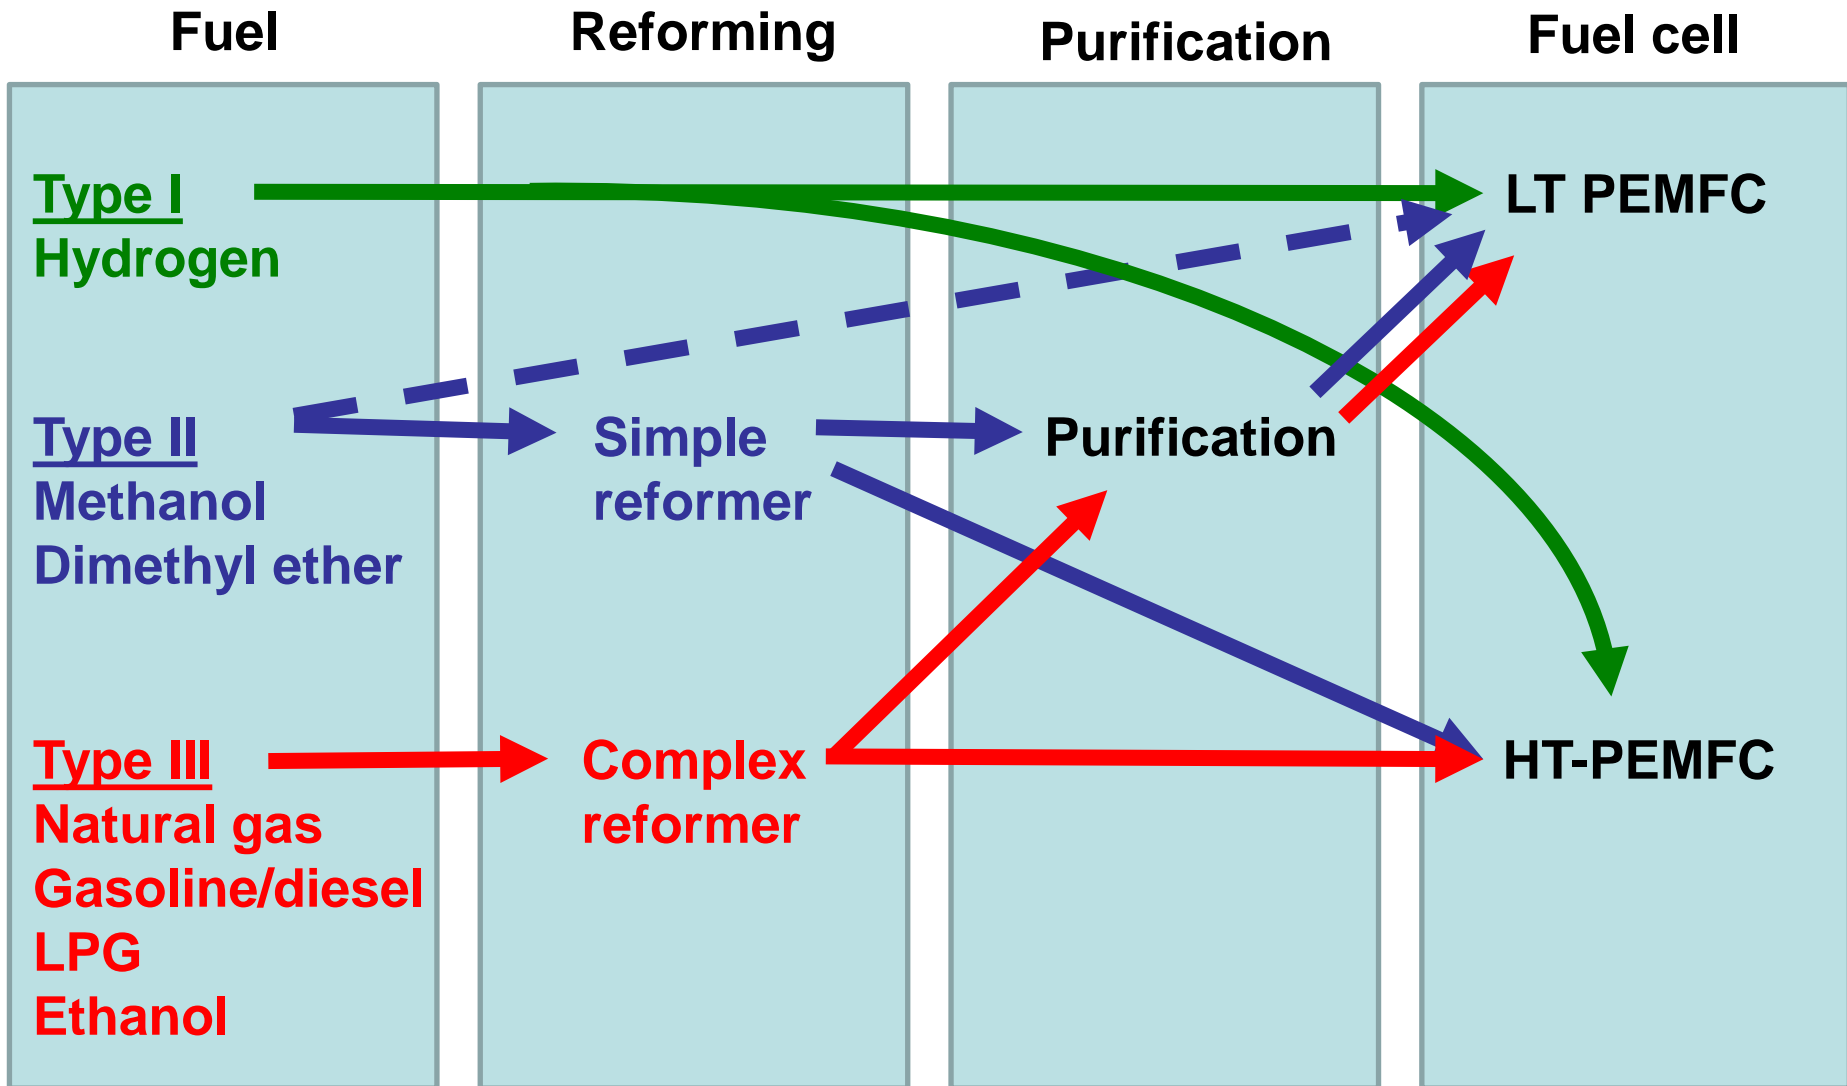 Fuel
Reforming
Purification
Fuel cell
Type I
Hydrogen
LT PEMFC
Type II
Methanol
Dimethyl ether
Simple
reformer
Purification
Type III
Natural gas
Gasoline/diesel
LPG
Ethanol
Complex
reformer
HT-PEMFC